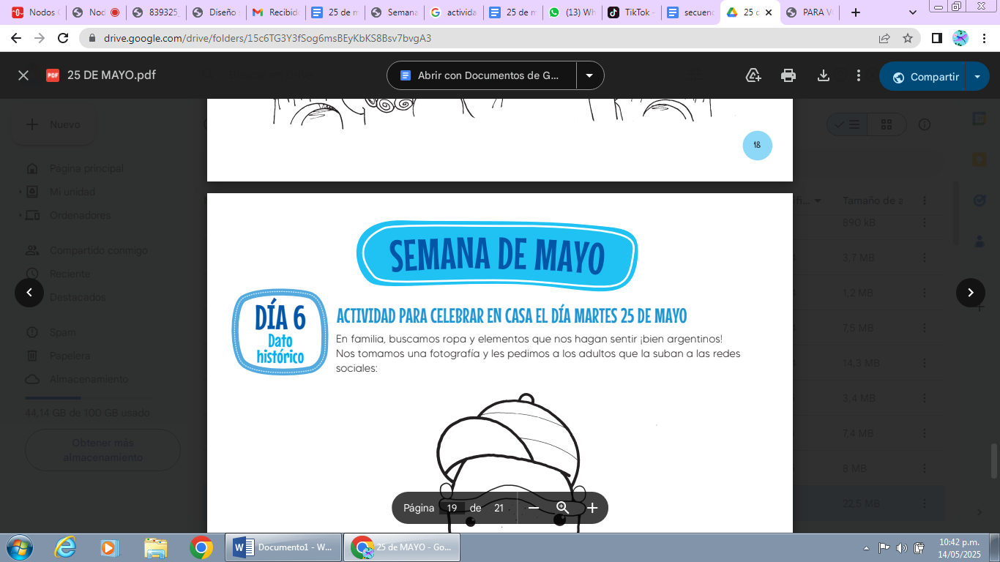 Nodos
Nod
839325_
Diseño
Recibid
25 de m
Semana
activida
25 de m
(13) Wh
TikTok -
secuenc
25 d
PARA V
drive.google.com/drive/folders/15c6TG3Y3fSog6msBEyKbKS8Bsv7bvgA3
PDF
25 DE MAYO.pdf
Abrir con Documentos de G...
Compartir
Nuevo
Página principal
Mi unidad
Ordenadores
Compartido conmigo
Reciente
Destacados
Spam
Papelera
Almacenamiento
44,14 GB de 100 GB usado
Obtener más
almacenamiento
18
SEMANA DE MAYO
DÍA 6
Dato
histórico
ACTIVIDAD PARA CELEBRAR EN CASA EL DÍA MARTES 25 DE MAYO
En familia, buscamos ropa y elementos que nos hagan sentir ¡bien argentinos!
Nos tomamos una fotografía y les pedimos a los adultos que la suban a las redes
sociales:
Tamaño de a
890 kB
3,7 MB
1,2 MB
7,5 MB
14,3 MB
3,4 MB
7,4 MB
8 MB
22,5 MB
Página 19 de 21
Documento1 - W...
25 de MAYO - Go...
10:42 p.m.
14/05/2025